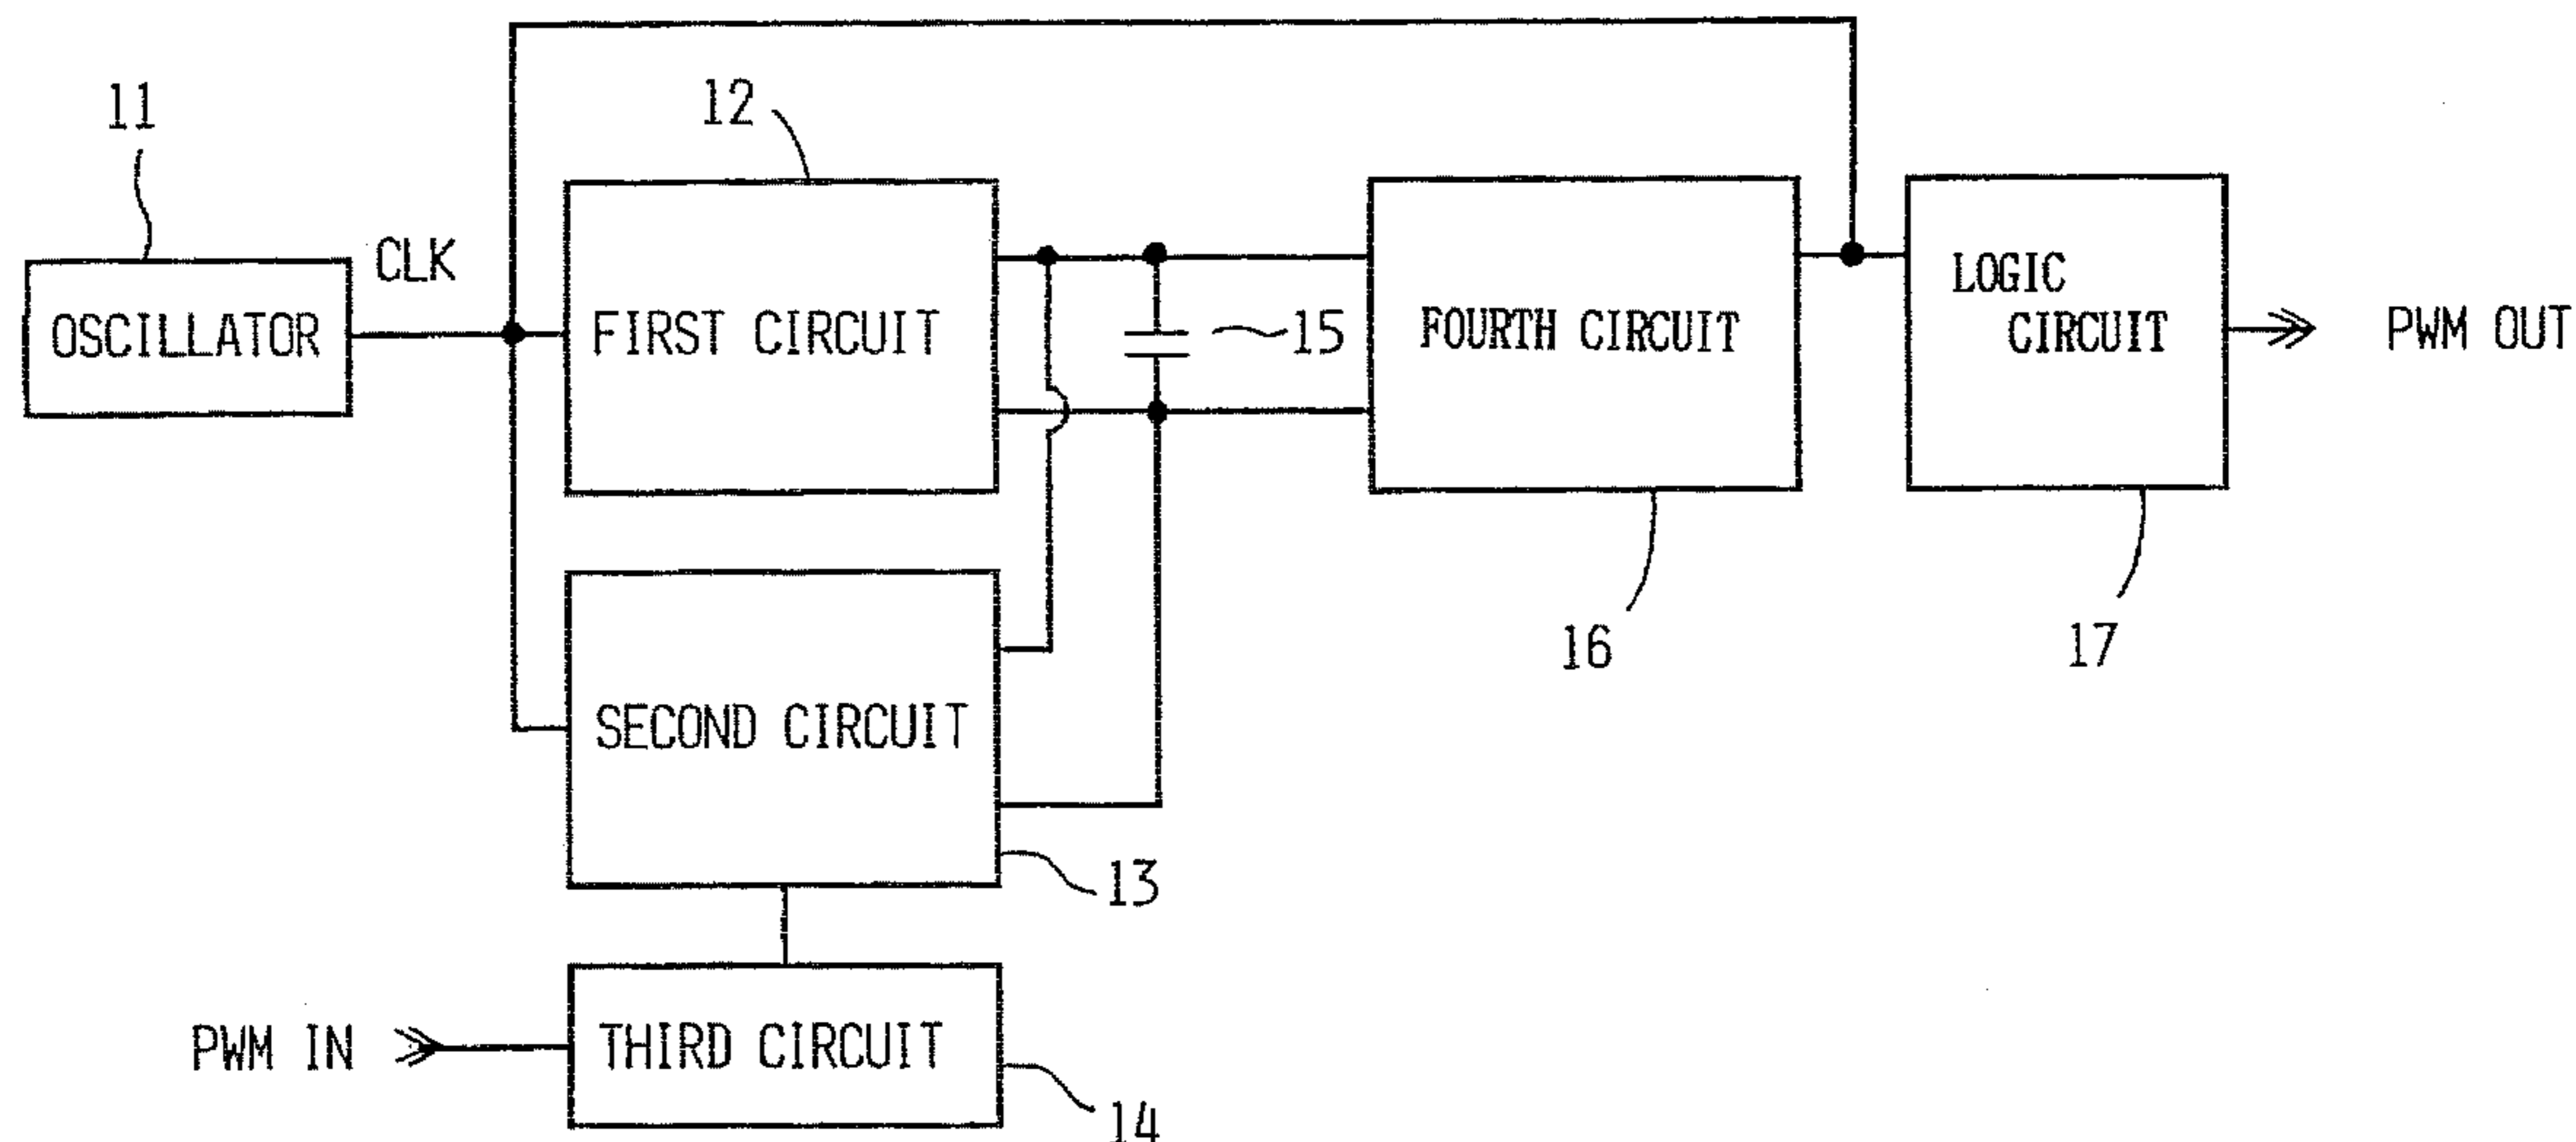 11
12
CLK
OSCILLATOR
FIRST CIRCUIT
15
FOURTH CIRCUIT
LOGIC
CIRCUIT
PWM OUT
16
17
SECOND CIRCUIT
13
PWM IN
THIRD CIRCUIT
14